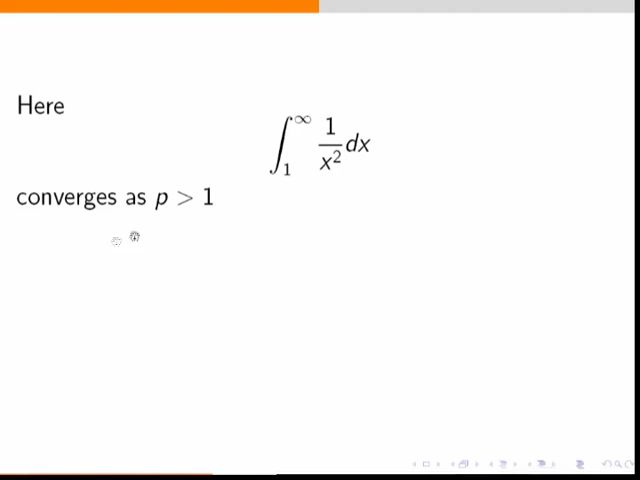 Here
∫₁^∞ 1/x² dx
converges as p > 1